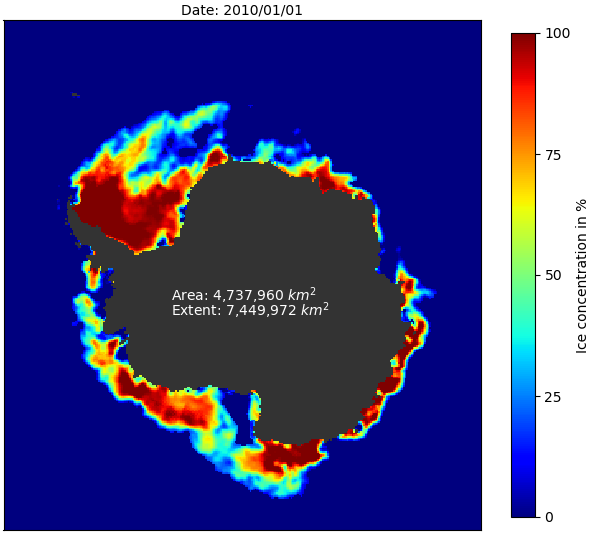 Date: 2010/01/01
Area: 4,737,960 km²
Extent: 7,449,972 km²
100
75
50
25
0
Ice concentration in %